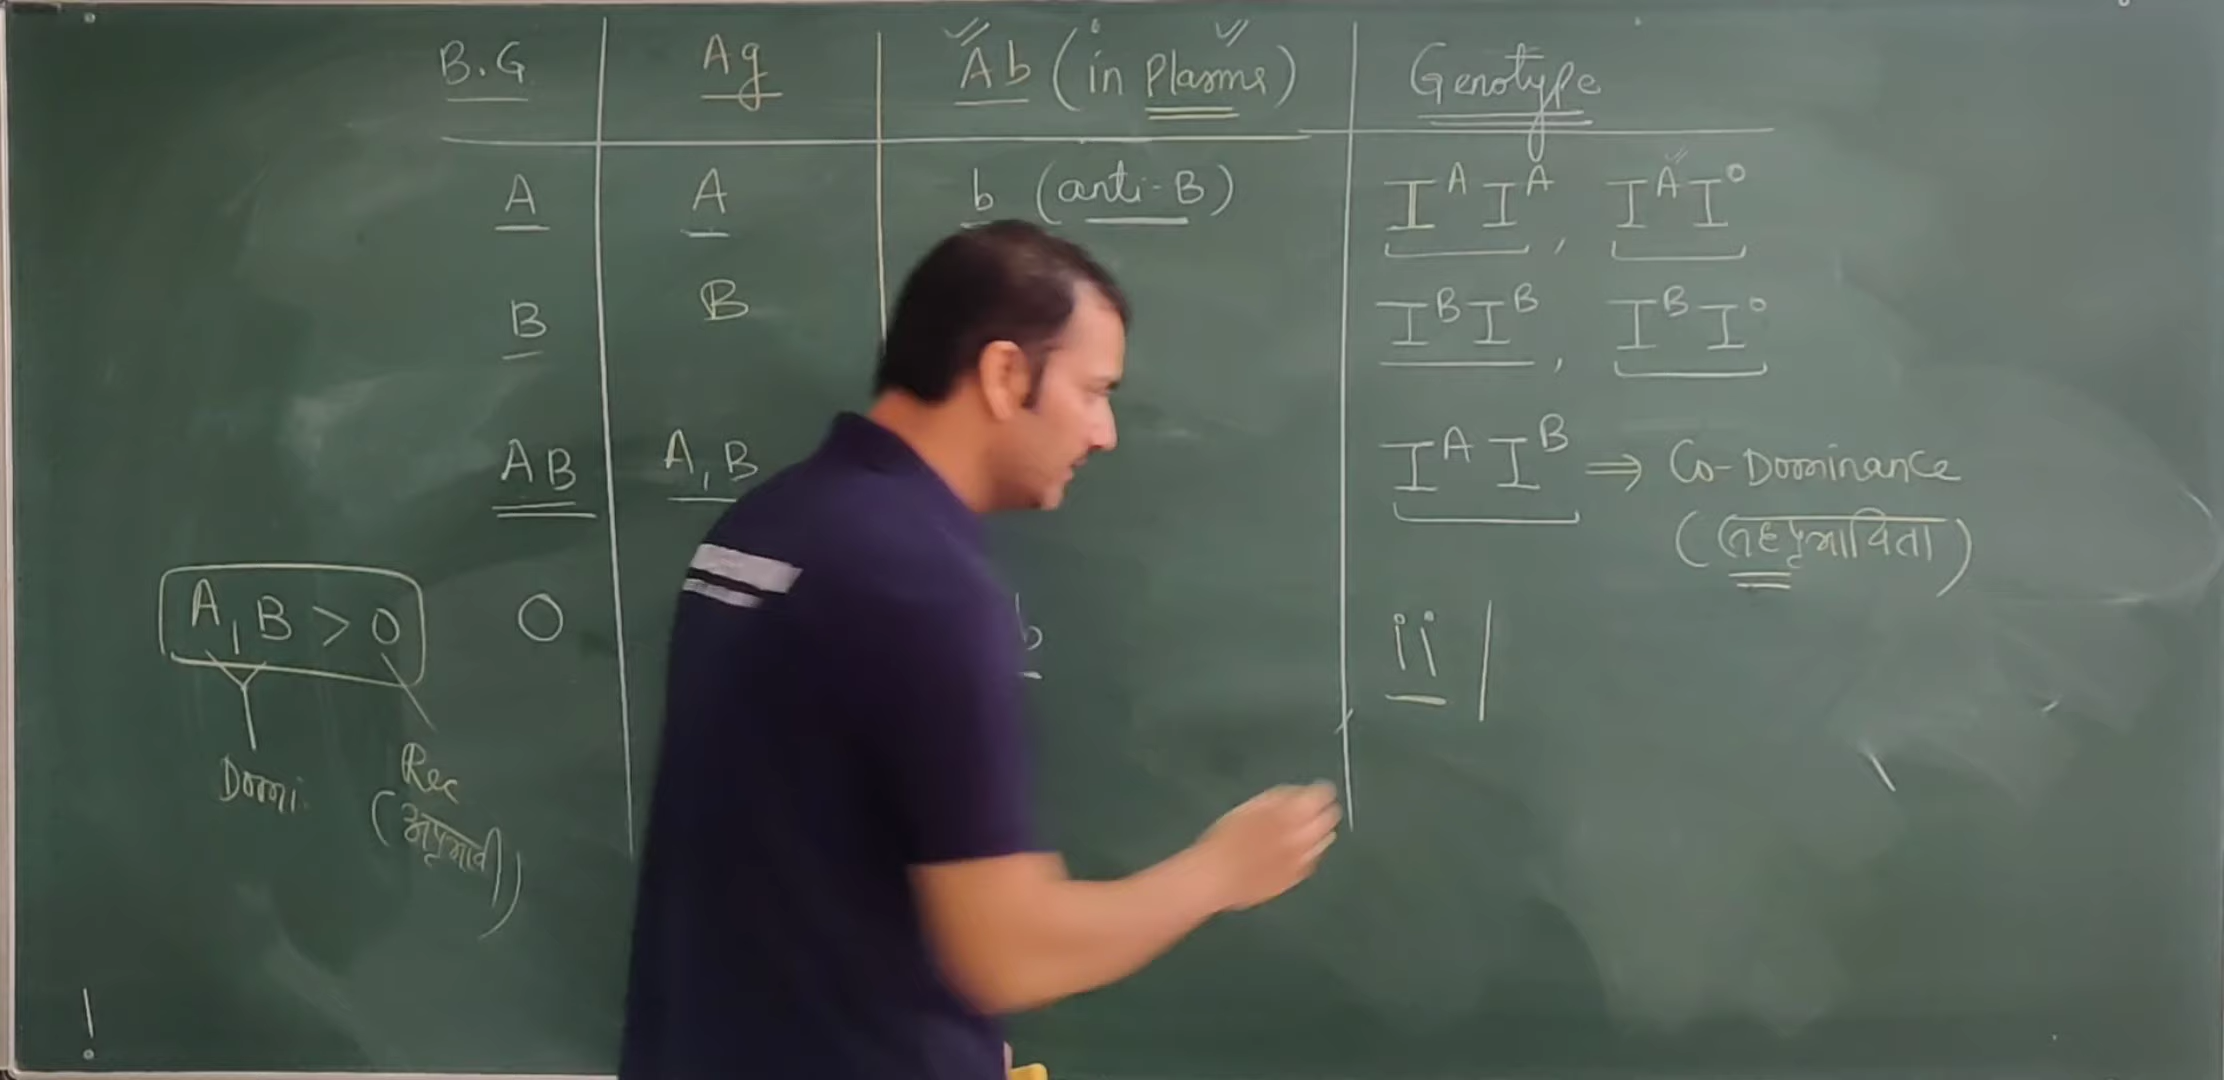 B.G Ag Ab (in Plasma) Genotype
A A b (anti-B) I^A I^A, I^A I^o
B B I^B I^B, I^B I^o
AB A, B I^A I^B ⇒ Co-Dominance
(सहप्रभाविता)
A, B > O O b ii
Domi. Rec
(अप्रभावी)